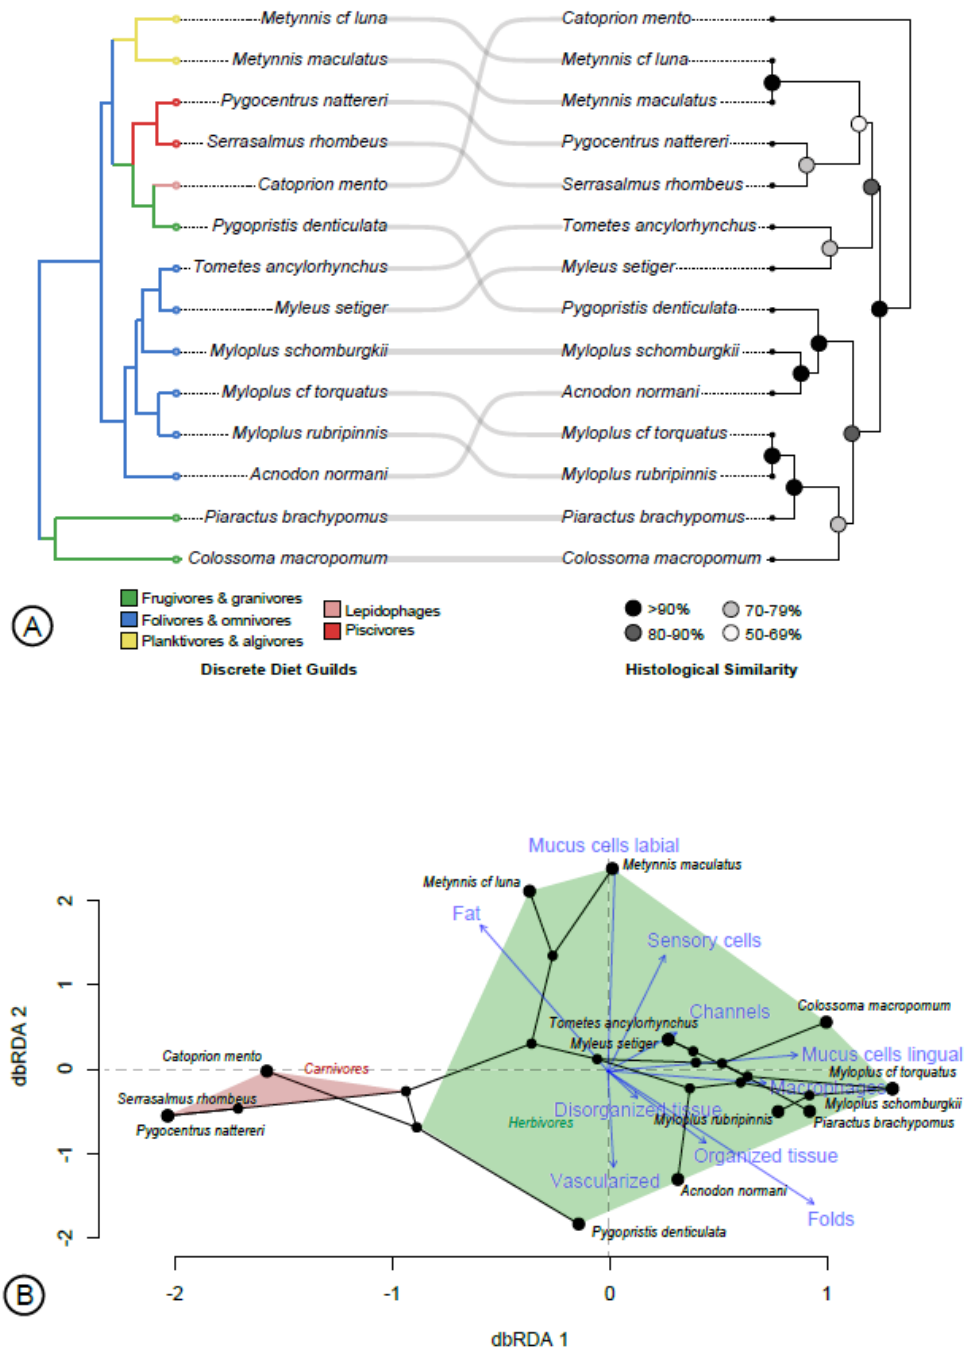 Metynnis cf luna Catoprion mento
Metynnis maculatus Metynnis cf luna
Pygocentrus nattereri Metynnis maculatus
Serrasalmus rhombeus Pygocentrus nattereri
Catoprion mento Serrasalmus rhombeus
Pygopristis denticulata Tometes ancylorhynchus
Tometes ancylorhynchus Myleus setiger
Myleus setiger Pygopristis denticulata
Myloplus schomburgkii Myloplus schomburgkii
Myloplus cf torquatus Acnodon normani
Myloplus rubripinnis Myloplus cf torquatus
Acnodon normani Myloplus rubripinnis
Piaractus brachypomus Piaractus brachypomus
Colossoma macropomum Colossoma macropomum
A
Frugivores & granivores
Folivores & omnivores
Planktivores & algivores
Lepidophages
Piscivores
>90% 70-79%
80-90% 50-69%
Discrete Diet Guilds Histological Similarity
Mucus cells labial
Metynnis maculatus
Metynnis cf luna
Fat
Sensory cells
Colossoma macropomum
Channels
Tometes ancylorhynchus
Myleus setiger
Mucus cells lingual
Catoprion mento
Carnivores
Myloplus cf torquatus
Macrophages
Serrasalmus rhombeus
Disorganized tissue
Myloplus schomburgkii
Pygocentrus nattereri
Herbivores
Myloplus rubripinnis
Piaractus brachypomus
Organized tissue
Vascularized
Acnodon normani
Folds
Pygopristis denticulata
2
1
0
-1
-2
dbRDA 2
-2 -1 0 1
dbRDA 1
B